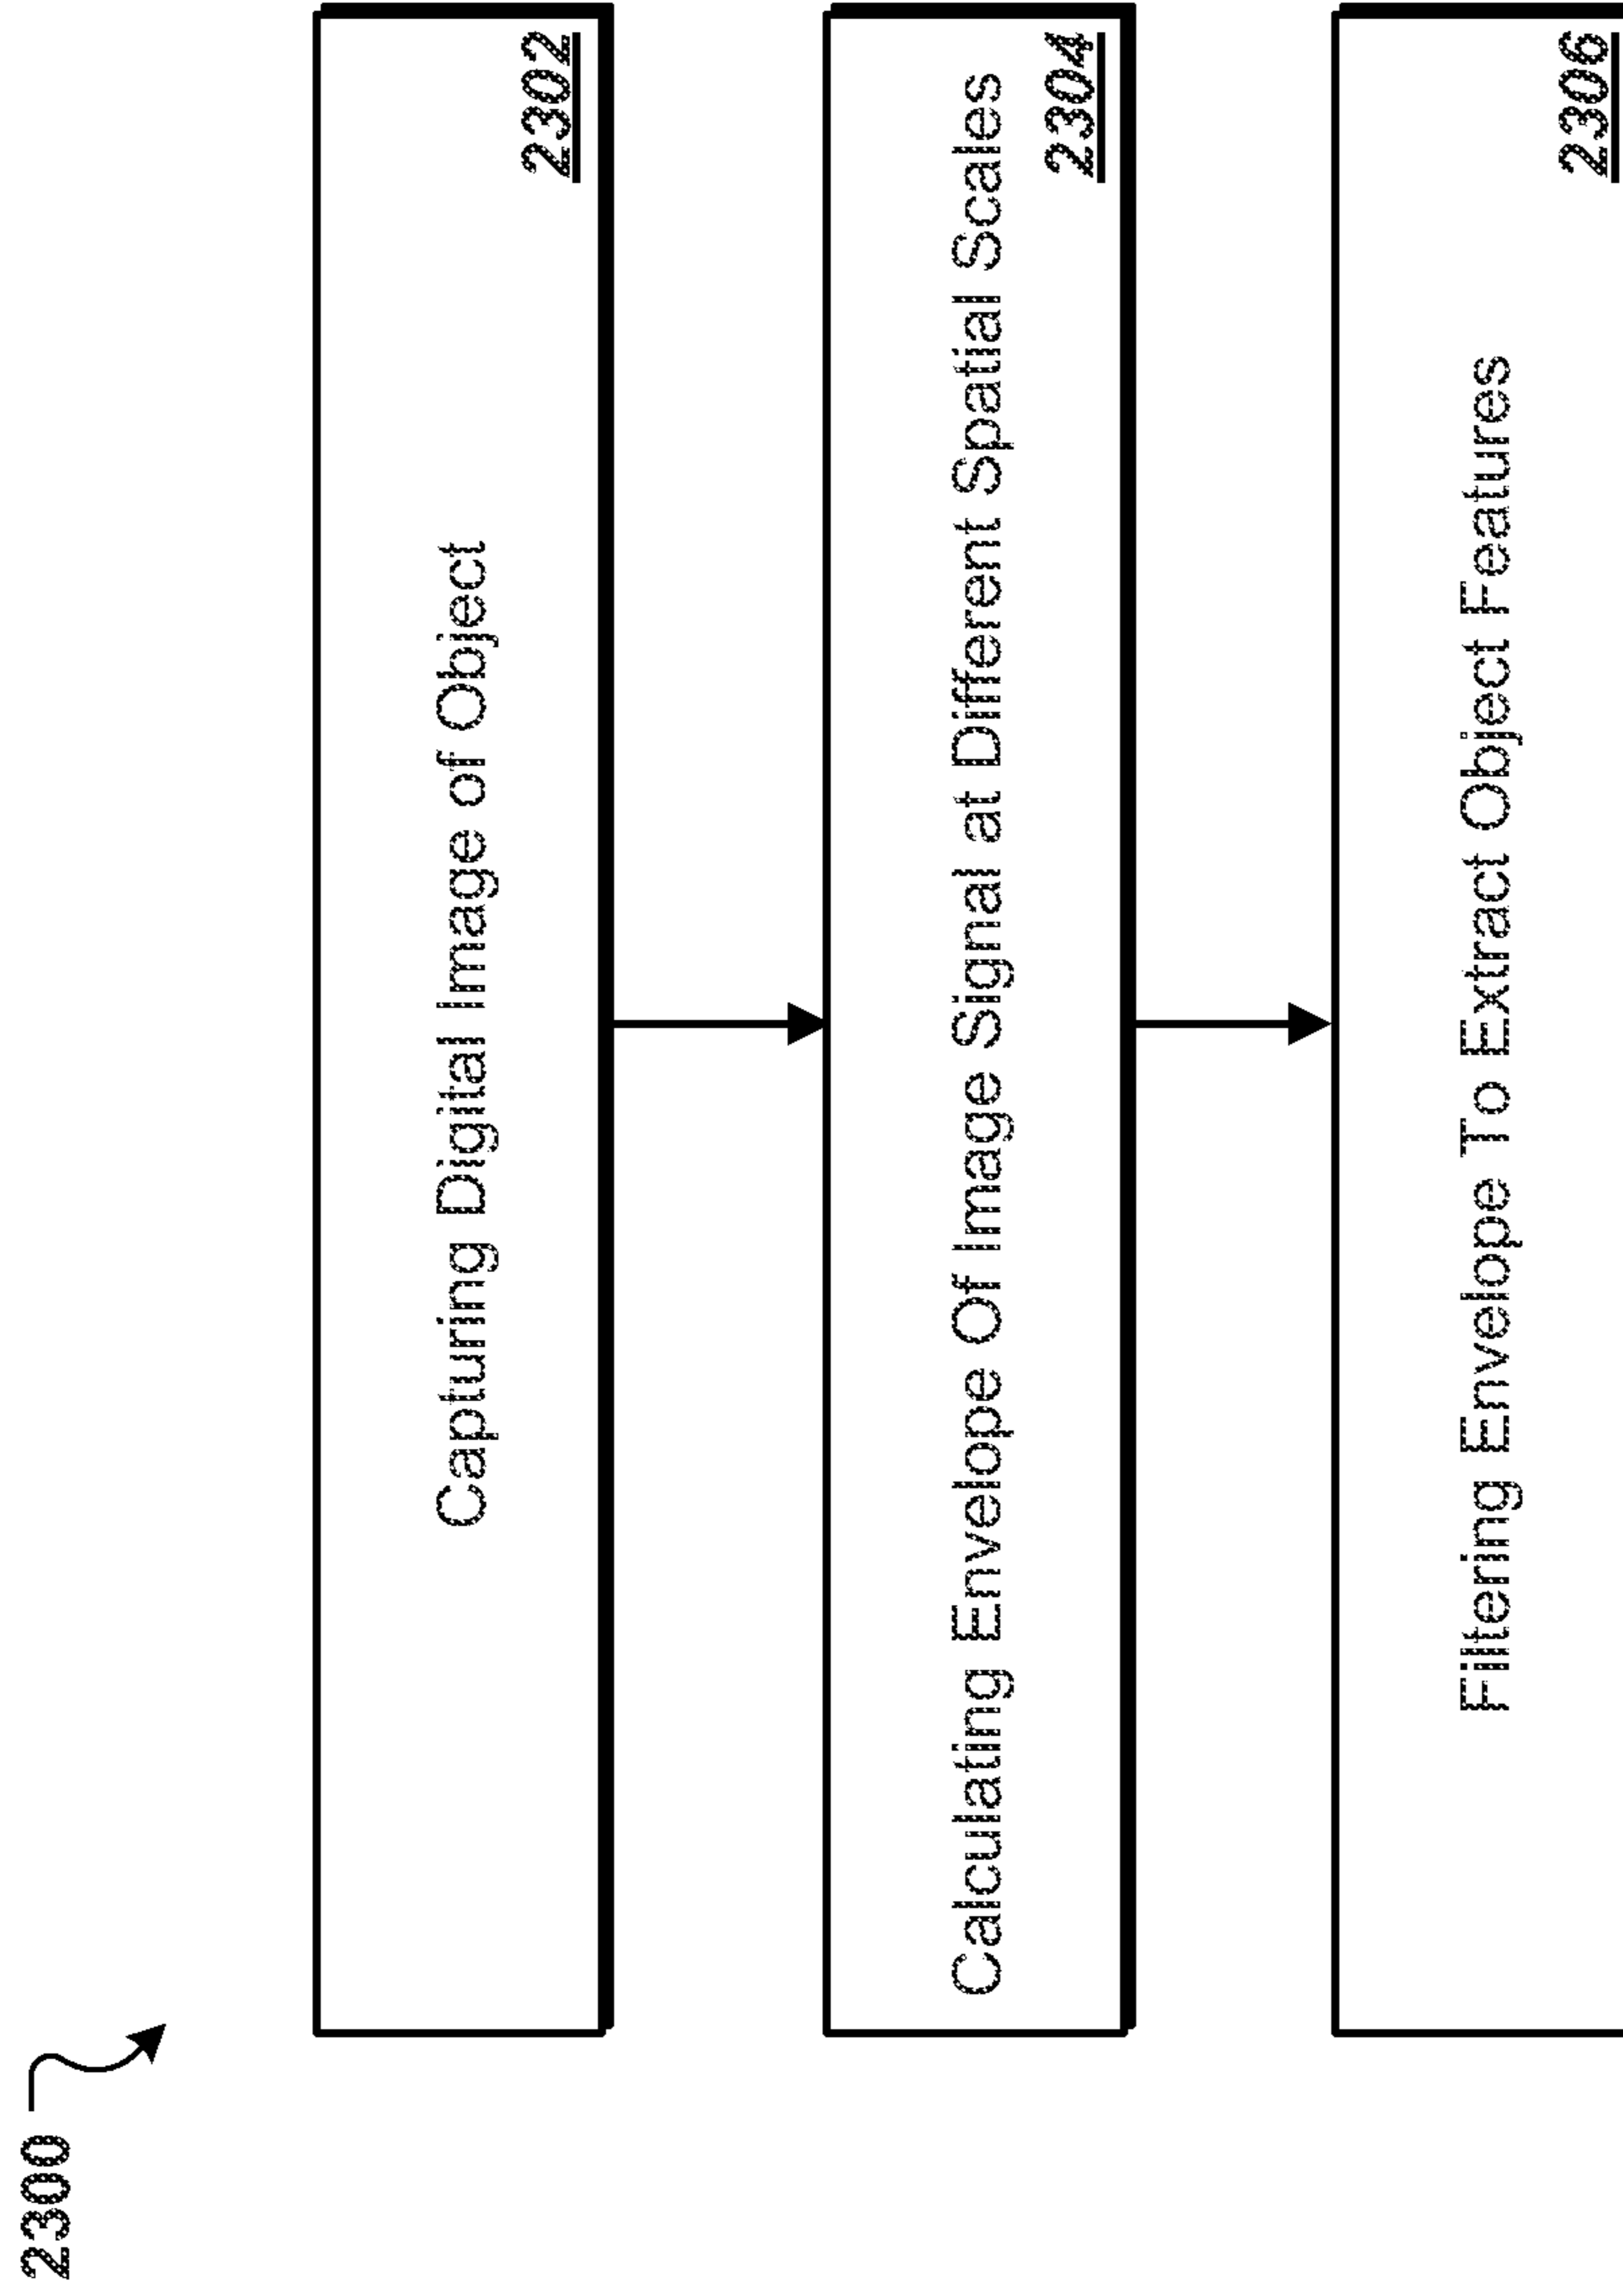 2300
Capturing Digital Image of Object
2302
Calculating Envelope Of Image Signal at Different Spatial Scales
2304
Filtering Envelope To Extract Object Features
2306